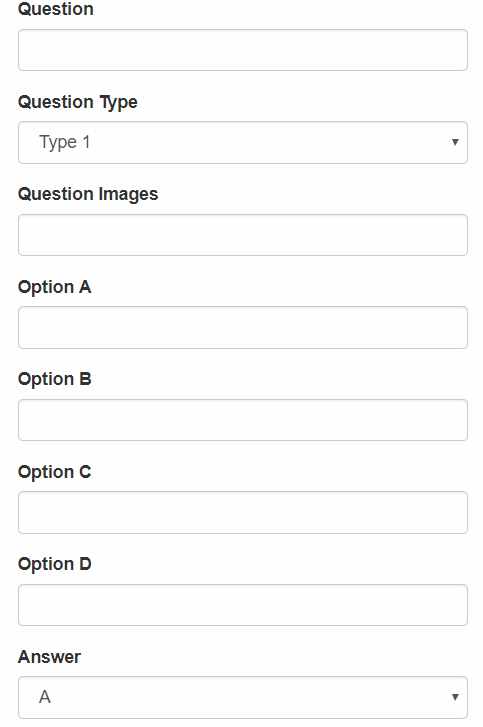 Question
Question Type
Type 1
Question Images
Option A
Option B
Option C
Option D
Answer
A